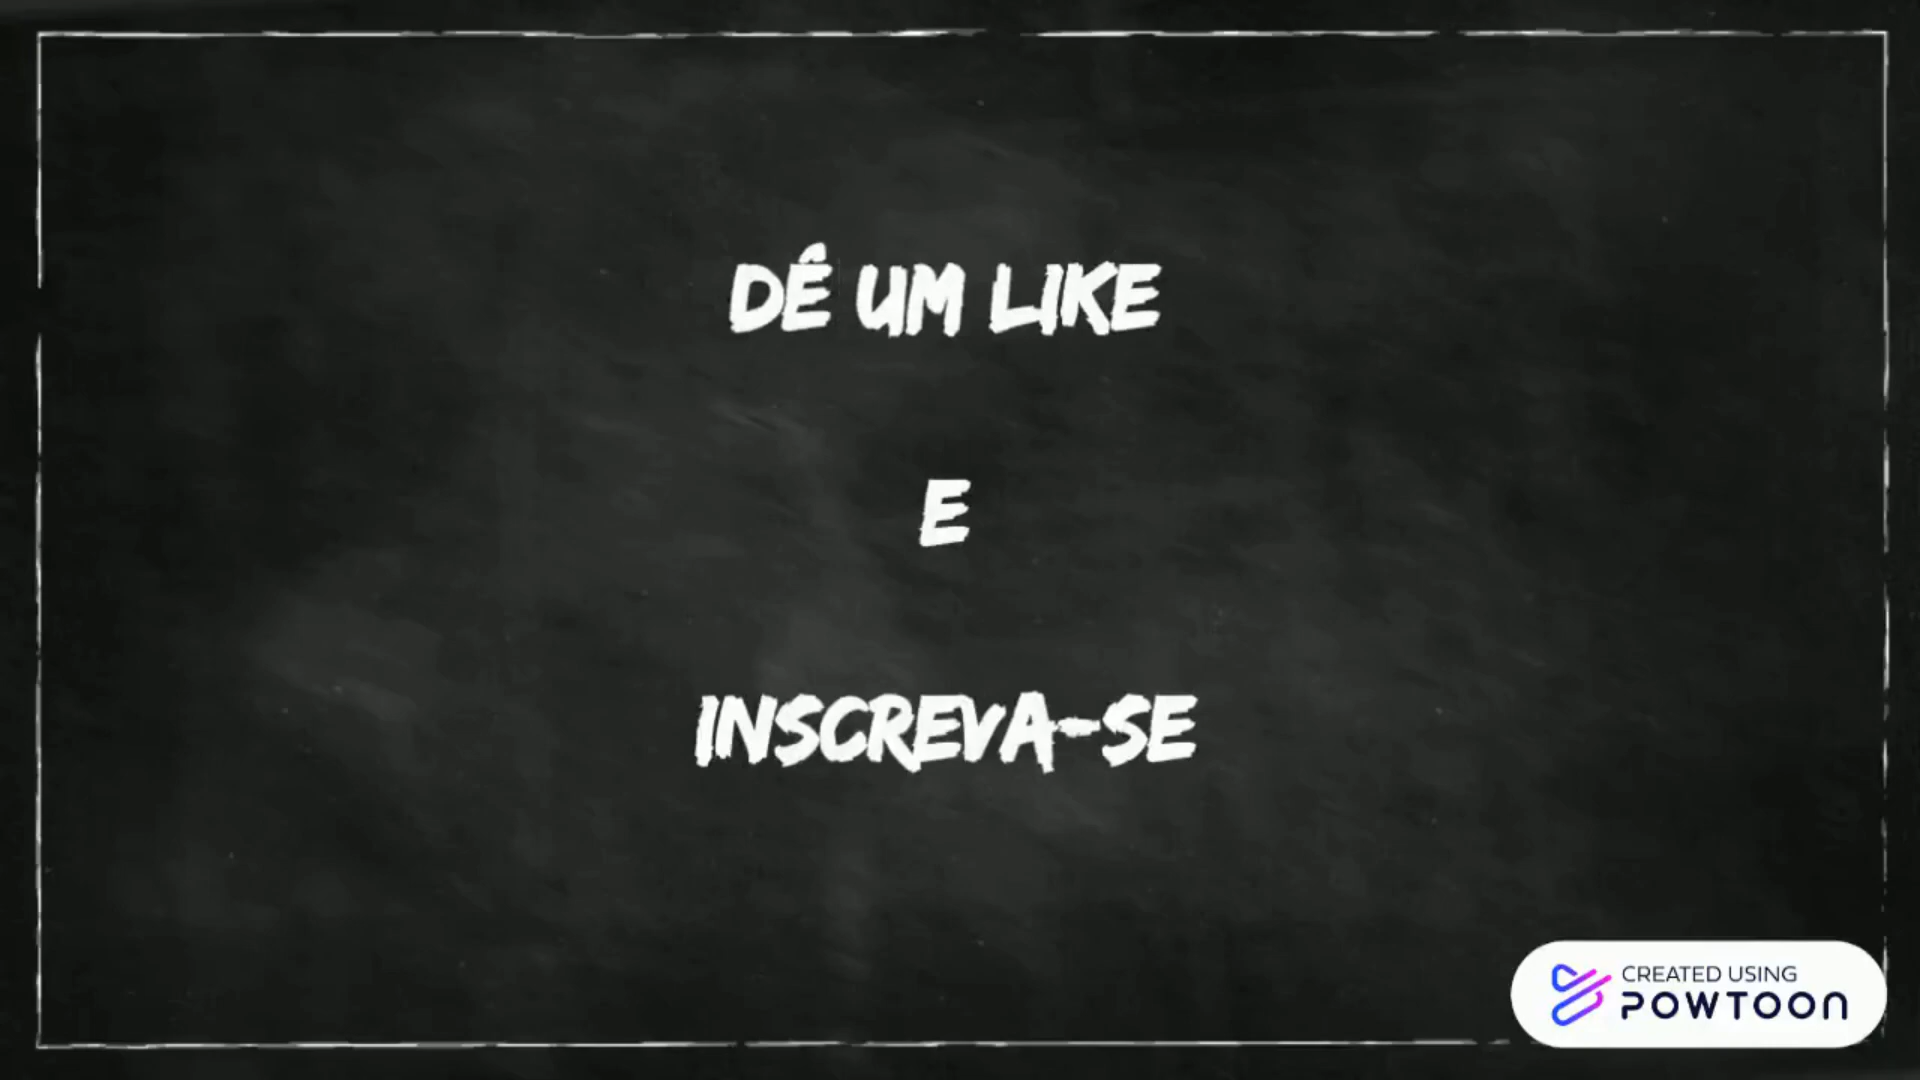 DÊ UM LIKE
E
INSCREVA-SE
CREATED USING
POWTOON